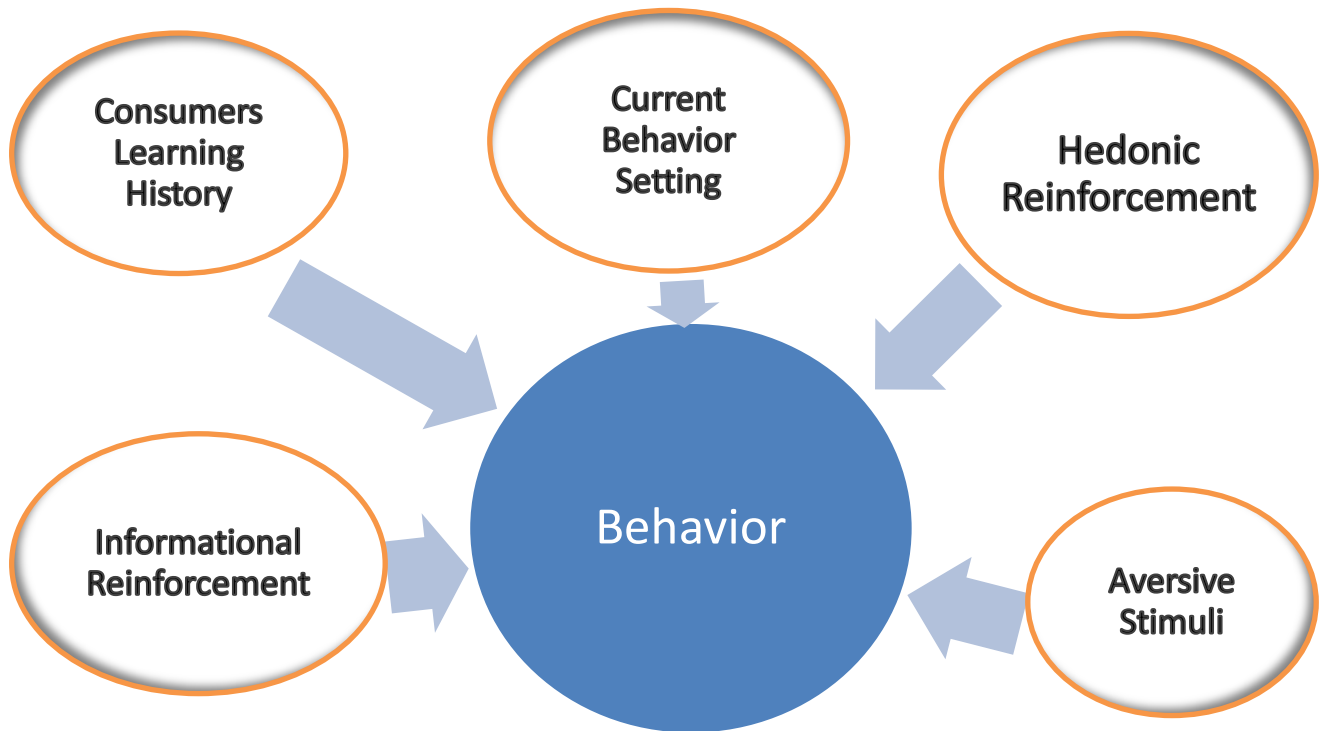 Consumers
Learning
History
Current
Behavior
Setting
Hedonic
Reinforcement
Informational
Reinforcement
Behavior
Aversive
Stimuli